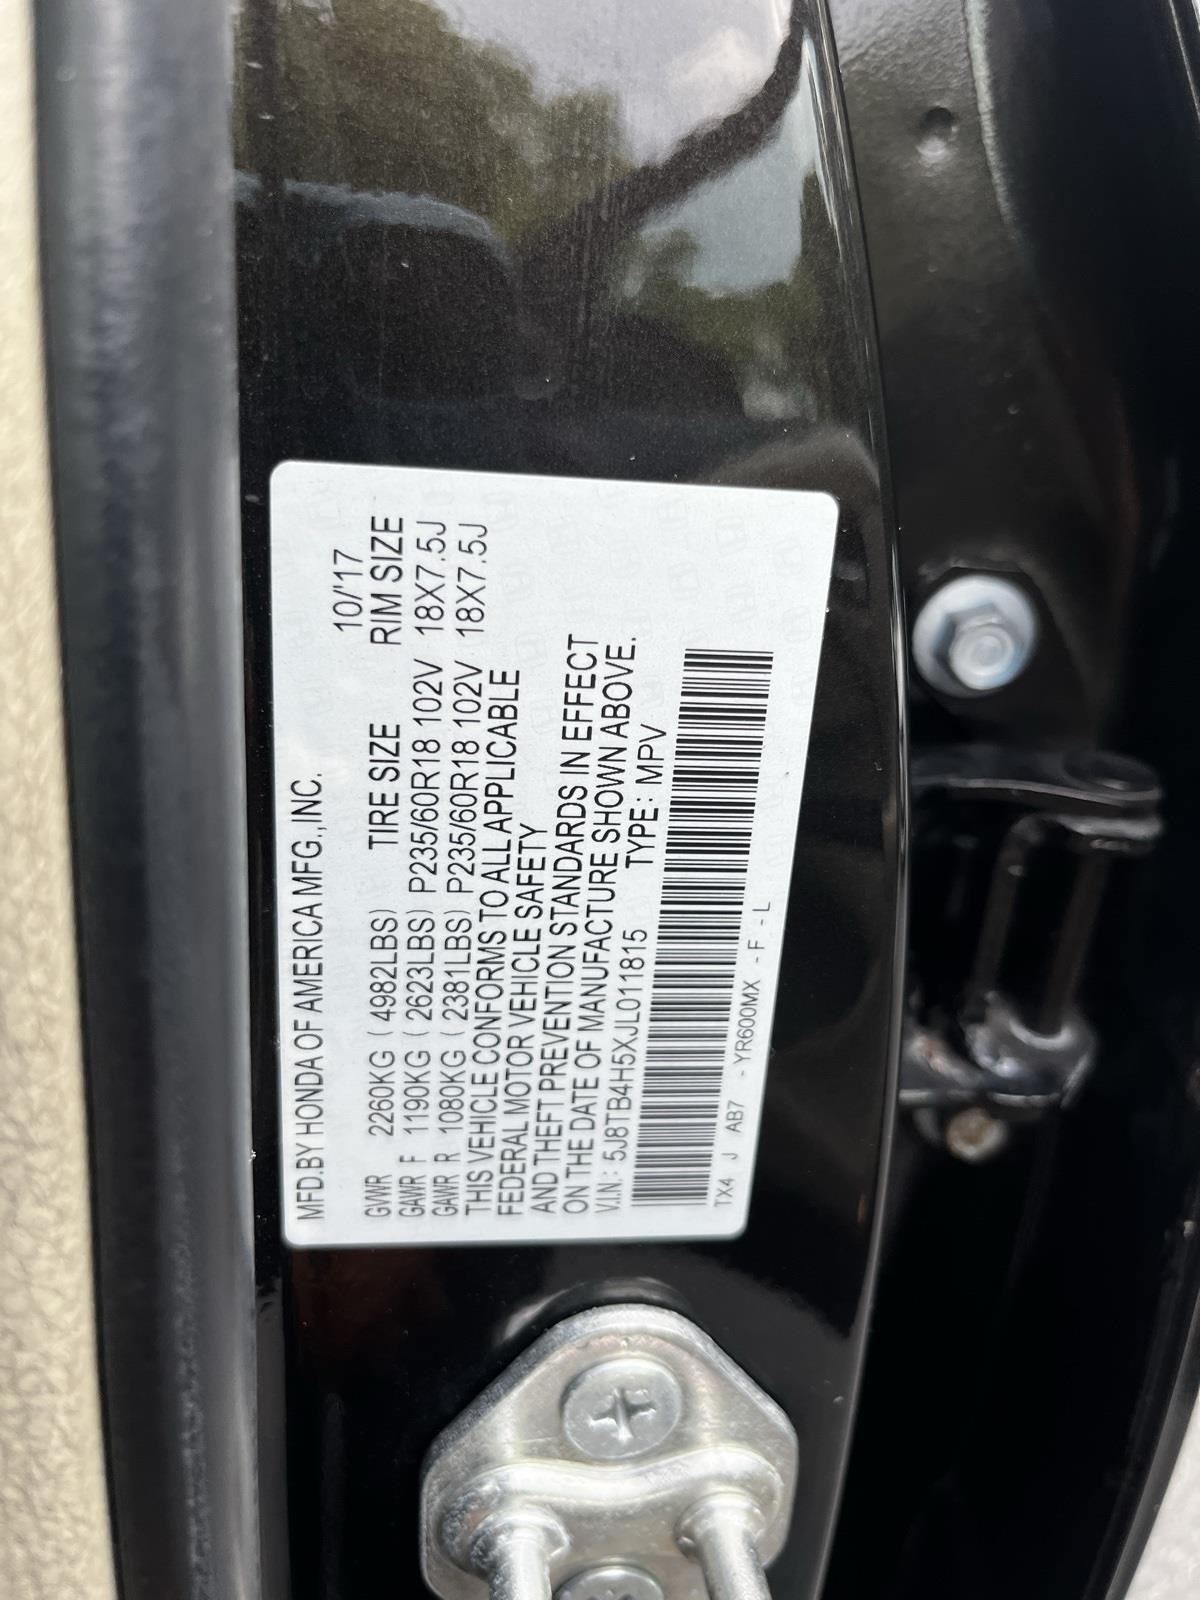 MFD.BY HONDA OF AMERICA MFG.,INC.
10/'17
GVWR 2260KG ( 4982LBS) TIRE SIZE RIM SIZE
GAWR F 1190KG ( 2623LBS) P235/60R18 102V 18X7.5J
GAWR R 1080KG ( 2381LBS) P235/60R18 102V 18X7.5J
THIS VEHICLE CONFORMS TO ALL APPLICABLE
FEDERAL MOTOR VEHICLE SAFETY
AND THEFT PREVENTION STANDARDS IN EFFECT
ON THE DATE OF MANUFACTURE SHOWN ABOVE.
V.I.N.: 5J8TB4H5XJL011815 TYPE: MPV
TX4 J AB7 - YR600MX - F - L